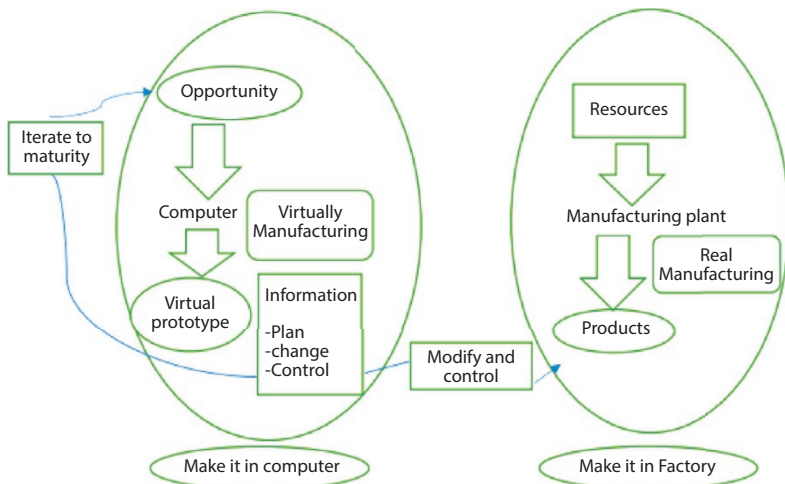 Opportunity
Iterate to
maturity
Computer
Virtually
Manufacturing
Virtual
prototype
Information
-Plan
-change
-Control
Modify and
control
Make it in computer
Resources
Manufacturing plant
Real
Manufacturing
Products
Make it in Factory